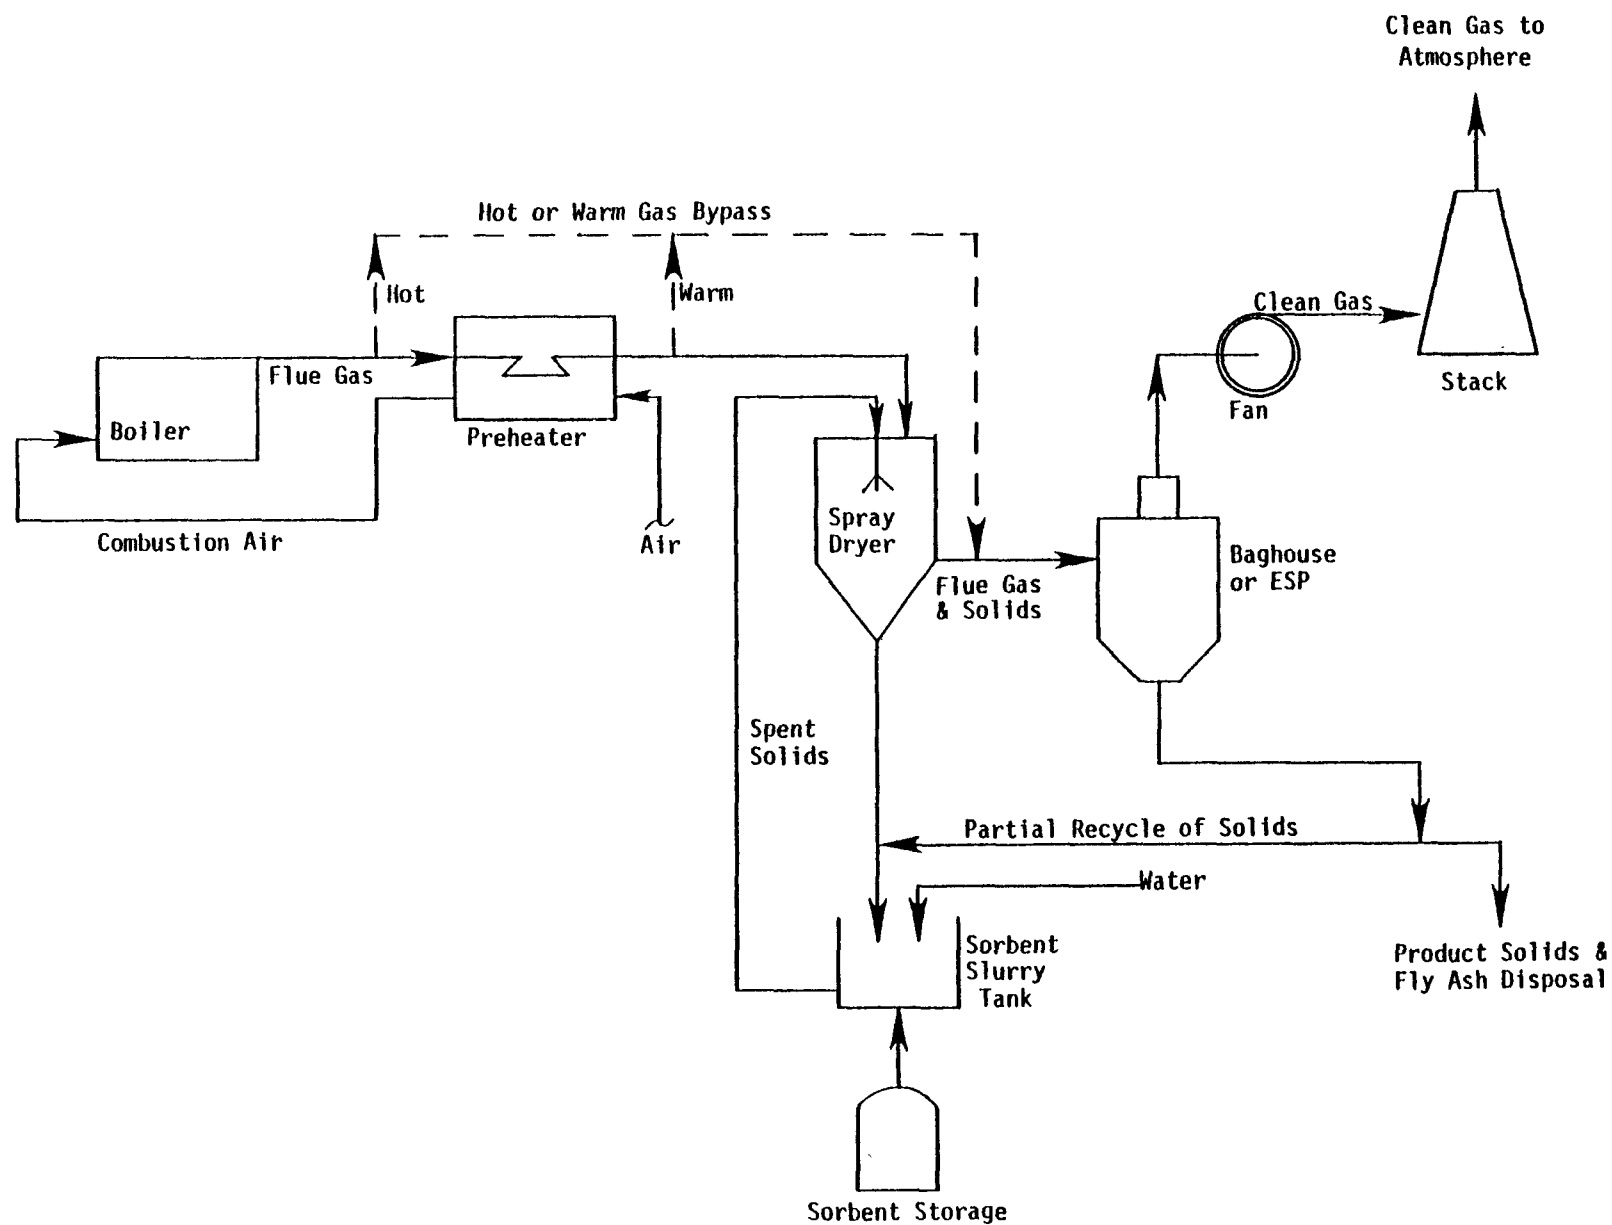 Clean Gas to
Atmosphere
Hot or Warm Gas Bypass
Hot
Warm
Clean Gas
Flue Gas
Stack
Fan
Boiler
Preheater
Spray
Dryer
Combustion Air
Air
Baghouse
or ESP
Flue Gas
& Solids
Spent
Solids
Partial Recycle of Solids
Water
Sorbent
Slurry
Tank
Product Solids &
Fly Ash Disposal
Sorbent Storage